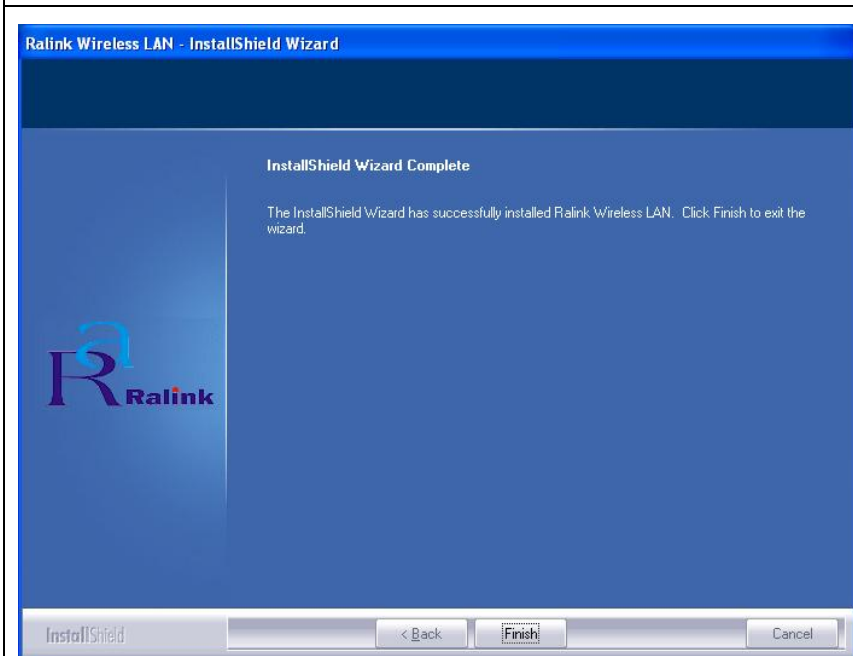 Ralink Wireless LAN - InstallShield Wizard
InstallShield Wizard Complete
The InstallShield Wizard has successfully installed Ralink Wireless LAN. Click Finish to exit the
wizard.
Ra
Ralink
InstallShield
< Back
Finish
Cancel